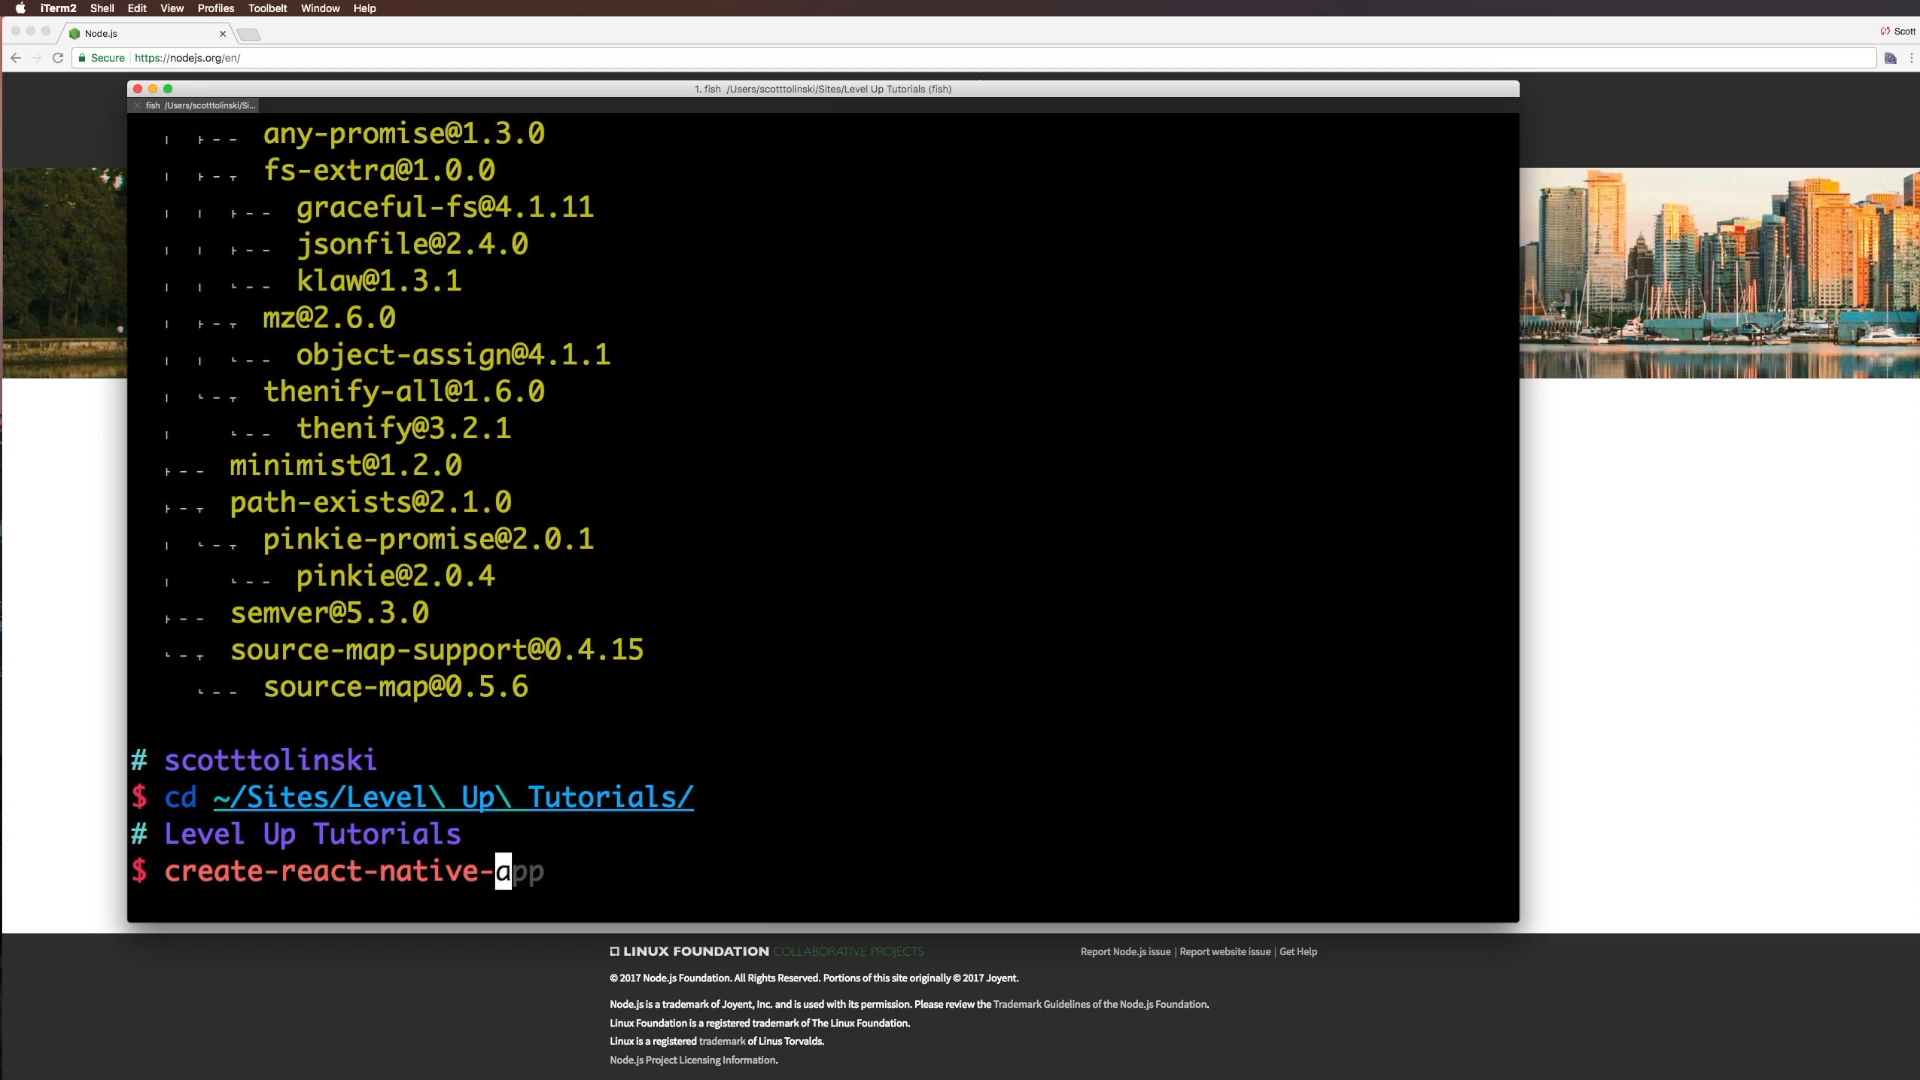 iTerm2 Shell Edit View Profiles Toolbelt Window Help
Node.js
Scott
Secure https://nodejs.org/en/
1. fish /Users/scotttolinski/Sites/Level Up Tutorials (fish)
fish /Users/scotttolinski/Si...
any-promise@1.3.0
fs-extra@1.0.0
graceful-fs@4.1.11
jsonfile@2.4.0
klaw@1.3.1
mz@2.6.0
object-assign@4.1.1
thenify-all@1.6.0
thenify@3.2.1
minimist@1.2.0
path-exists@2.1.0
pinkie-promise@2.0.1
pinkie@2.0.4
semver@5.3.0
source-map-support@0.4.15
source-map@0.5.6
# scotttolinski
$ cd ~/Sites/Level\ Up\ Tutorials/
# Level Up Tutorials
$ create-react-native-app
LINUX FOUNDATION COLLABORATIVE PROJECTS
Report Node.js issue | Report website issue | Get Help
© 2017 Node.js Foundation. All Rights Reserved. Portions of this site originally © 2017 Joyent.
Node.js is a trademark of Joyent, Inc. and is used with its permission. Please review the Trademark Guidelines of the Node.js Foundation.
Linux Foundation is a registered trademark of The Linux Foundation.
Linux is a registered trademark of Linus Torvalds.
Node.js Project Licensing Information.